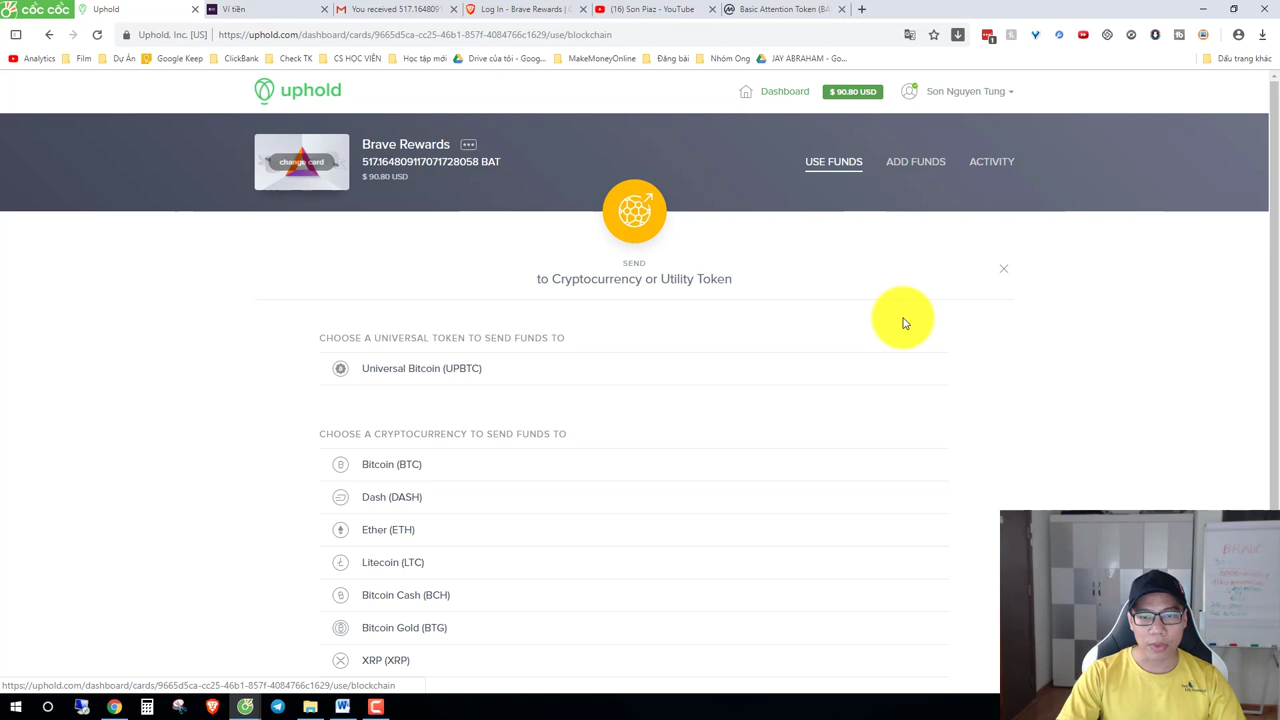 CỐC CỐC
Uphold
Ví tiền
You received 517.1648091
Log In - Brave Rewards | C
(16) Son Piaz - YouTube
Basic Attention Token (BA
Uphold, Inc. [US]
https://uphold.com/dashboard/cards/9665d5ca-cc25-46b1-857f-4084766c1629/use/blockchain
1
Analytics
Film
Dự Án
Google Keep
ClickBank
Check TK
CS HỌC VIÊN
Học tập mới
Drive của tôi - Goog...
MakeMoneyOnline
Đăng bài
Nhóm Ong
JAY ABRAHAM - Go...
Dấu trang khác
uphold
Dashboard
$ 90.80 USD
Son Nguyen Tung
change card
Brave Rewards
517.164809117071728058 BAT
$ 90.80 USD
USE FUNDS
ADD FUNDS
ACTIVITY
SEND
to Cryptocurrency or Utility Token
CHOOSE A UNIVERSAL TOKEN TO SEND FUNDS TO
Universal Bitcoin (UPBTC)
CHOOSE A CRYPTOCURRENCY TO SEND FUNDS TO
Bitcoin (BTC)
Dash (DASH)
Ether (ETH)
Litecoin (LTC)
Bitcoin Cash (BCH)
Bitcoin Gold (BTG)
XRP (XRP)
https://uphold.com/dashboard/cards/9665d5ca-cc25-46b1-857f-4084766c1629/use/blockchain